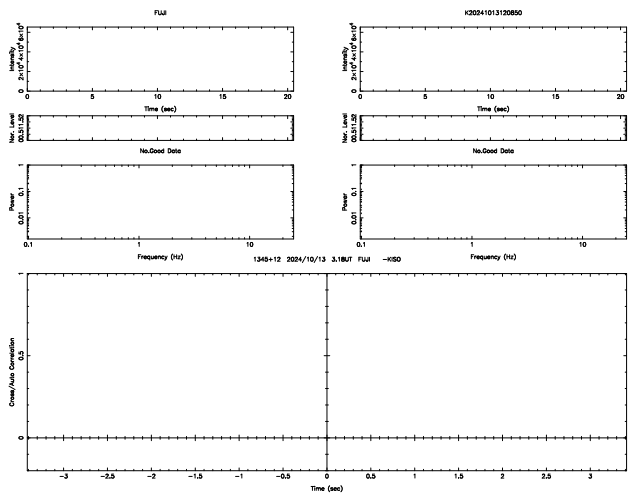 FUJI
K20241013120850
Intensity
0 2×10⁴ 4×10⁴ 6×10⁴
0 5 10 15 20
Time (sec)
Intensity
0 2×10⁴ 4×10⁴ 6×10⁴
0 5 10 15 20
Time (sec)
Nor. Level
0 0.5 1 1.5 2
Nor. Level
0 0.5 1 1.5 2
No.Good Data
No.Good Data
Power
1
0.1
0.01
0.1 1 10
Frequency (Hz)
Power
1
0.1
0.01
0.1 1 10
Frequency (Hz)
1345+12 2024/10/13 3.18UT FUJI -KISO
Cross/Auto Correlation
1
0.5
0
-3 -2.5 -2 -1.5 -1 -0.5 0 0.5 1 1.5 2 2.5 3
Time (sec)